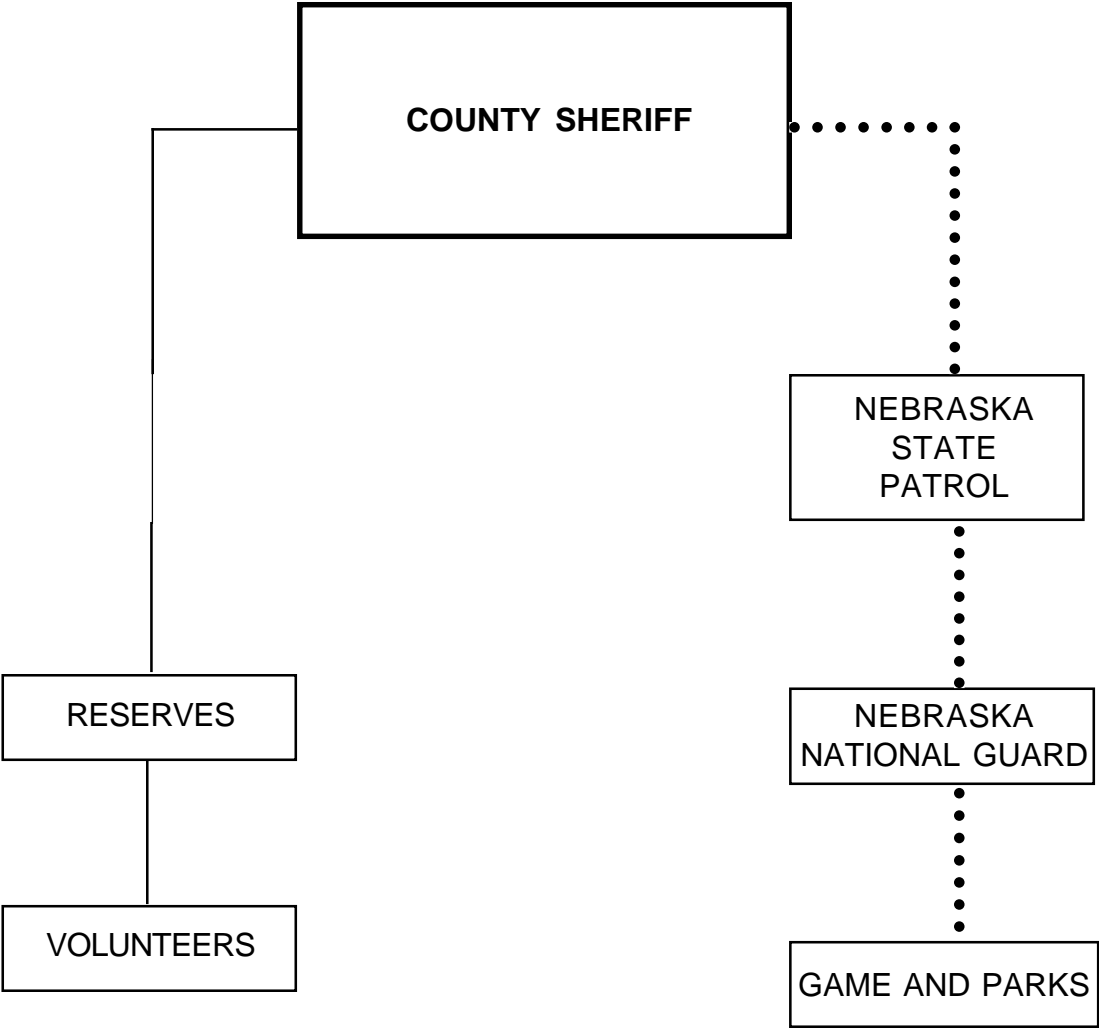 COUNTY SHERIFF
NEBRASKA
STATE
PATROL
RESERVES
NEBRASKA
NATIONAL GUARD
VOLUNTEERS
GAME AND PARKS